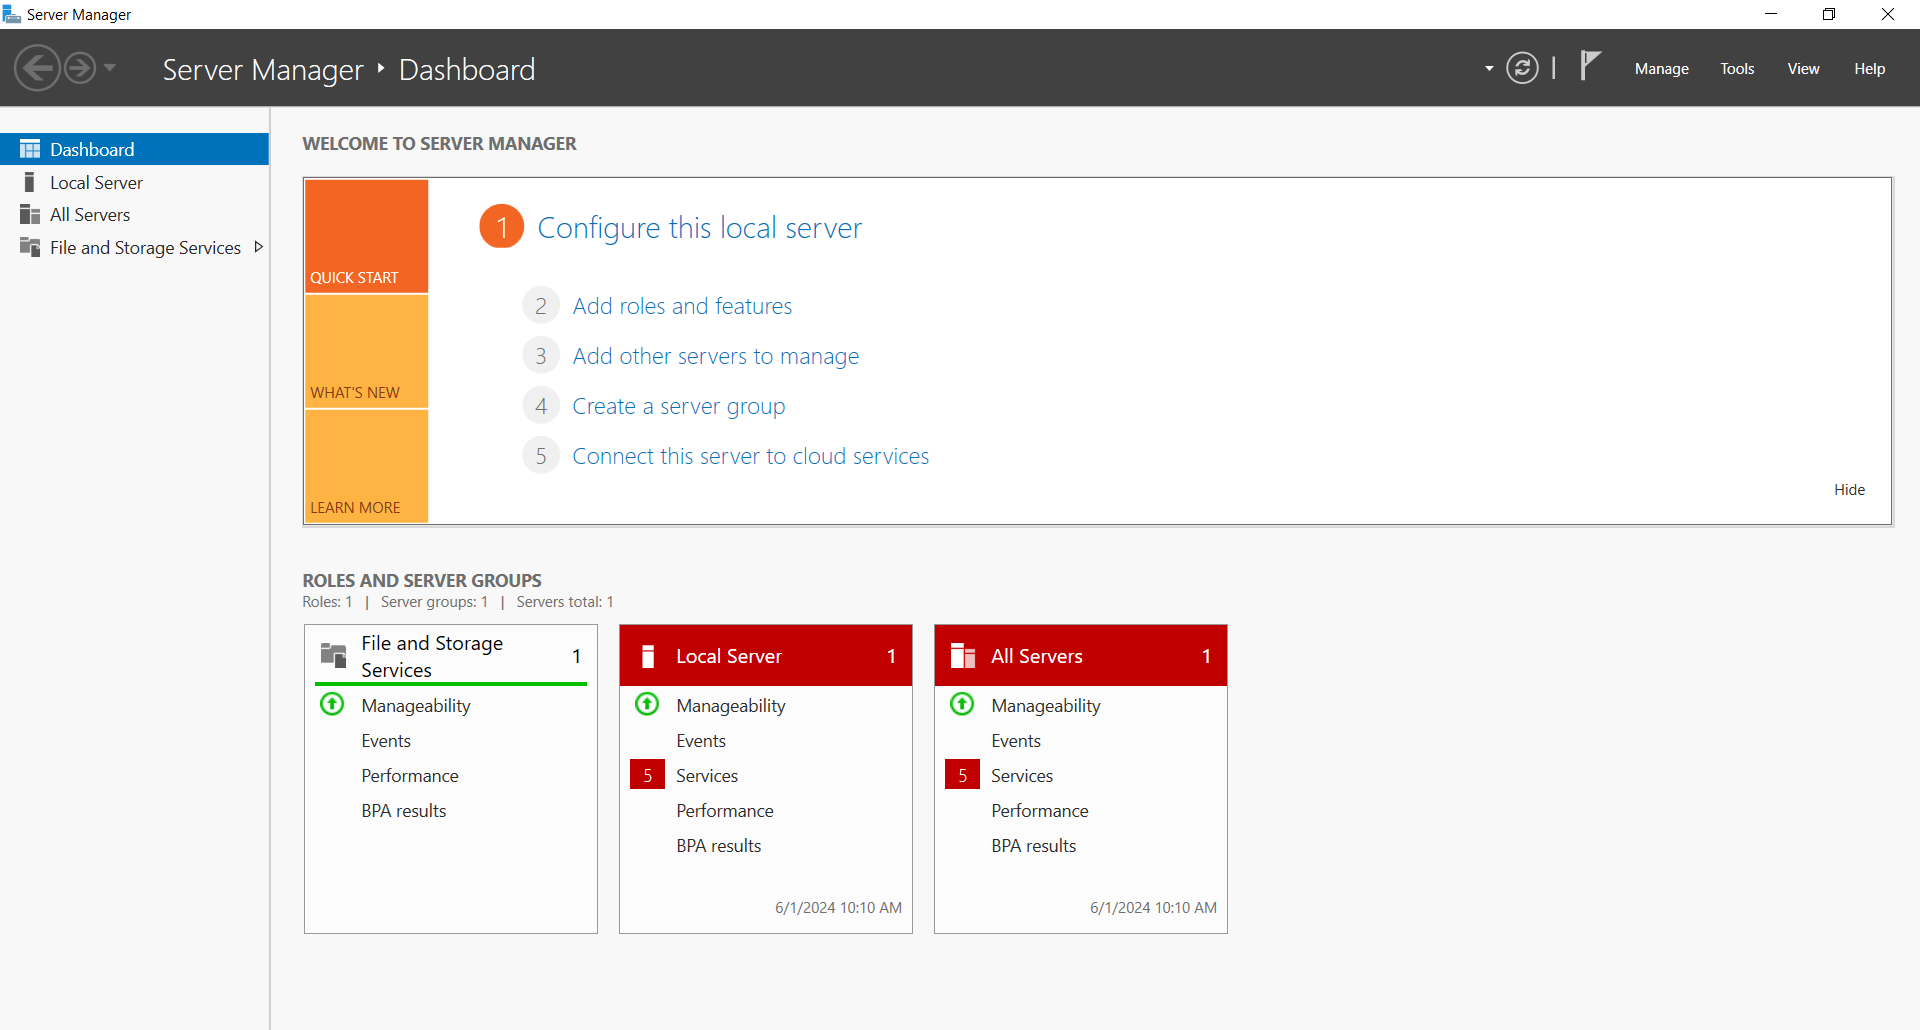 Server Manager
Server Manager Dashboard
Manage Tools View Help
Dashboard
Local Server
All Servers
File and Storage Services
WELCOME TO SERVER MANAGER
QUICK START
WHAT'S NEW
LEARN MORE
1 Configure this local server
2 Add roles and features
3 Add other servers to manage
4 Create a server group
5 Connect this server to cloud services
Hide
ROLES AND SERVER GROUPS
Roles: 1 | Server groups: 1 | Servers total: 1
File and Storage
Services 1
Manageability
Events
Performance
BPA results
Local Server 1
Manageability
Events
5 Services
Performance
BPA results
6/1/2024 10:10 AM
All Servers 1
Manageability
Events
5 Services
Performance
BPA results
6/1/2024 10:10 AM